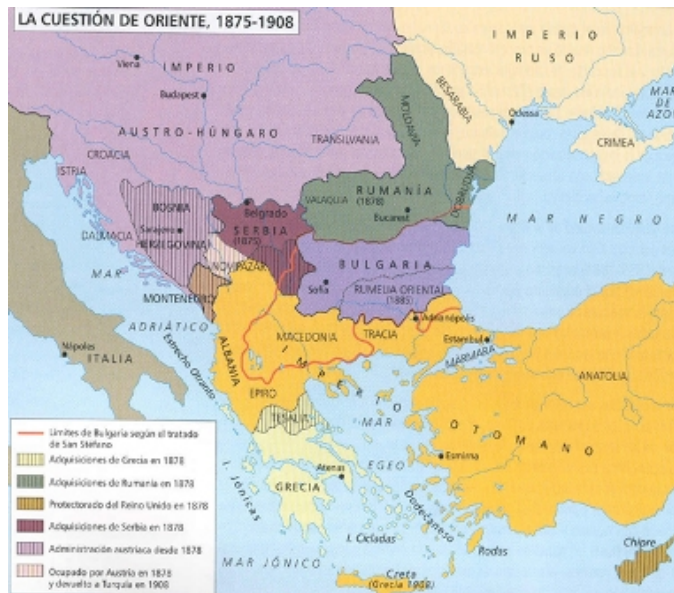 LA CUESTIÓN DE ORIENTE, 1875-1908
IMPERIO
RUSO
Viena
IMPERIO
Budapest
MAR
DE
AZOV
BESARABIA
MOLDAVIA
Odessa
AUSTRO-HÚNGARO
TRANSILVANIA
CRIMEA
CROACIA
ISTRIA
DOBRUDYA
RUMANÍA
(1878)
VALAQUIA
BOSNIA
Belgrado
Bucarest
MAR NEGRO
SERBIA
(1875)
Sarajevo
DALMACIA
HERZEGOVINA
NOVI PAZAR
BULGARIA
MAR
Sofía
RUMELIA ORIENTAL
(1885)
MONTENEGRO
ADRIÁTICO
Adrianópolis
MACEDONIA
TRACIA
Estambul
Nápoles
ITALIA
ALBANIA
MÁRMARA
Estrecho Otranto
IMPERIO
ANATOLIA
EPIRO
TESALIA
MAR
OTOMANO
Límites de Bulgaria según el tratado
de San Stéfano
Adquisiciones de Grecia en 1878
EGEO
Esmirna
I. Jónicas
Atenas
Adquisiciones de Rumanía en 1878
GRECIA
Protectorado del Reino Unido en 1878
Dodecaneso
Adquisiciones de Serbia en 1878
I. Cícladas
Chipre
Administración austriaca desde 1878
Rodas
MAR JÓNICO
Ocupado por Austria en 1878
y devuelto a Turquía en 1908
Creta
(Grecia 1908)